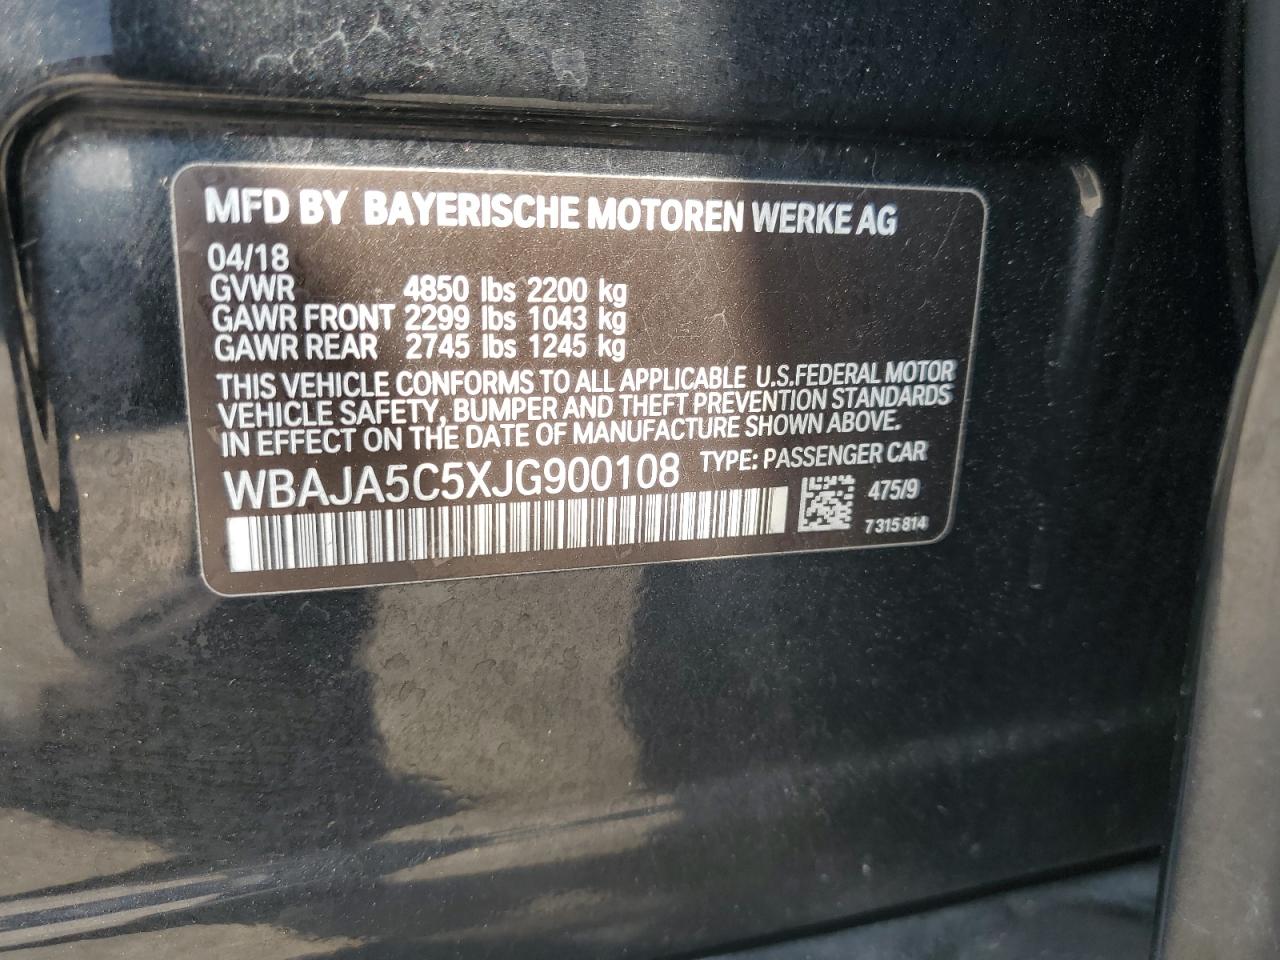 MFD BY BAYERISCHE MOTOREN WERKE AG
04/18
GVWR 4850 lbs 2200 kg
GAWR FRONT 2299 lbs 1043 kg
GAWR REAR 2745 lbs 1245 kg
THIS VEHICLE CONFORMS TO ALL APPLICABLE U.S.FEDERAL MOTOR
VEHICLE SAFETY, BUMPER AND THEFT PREVENTION STANDARDS
IN EFFECT ON THE DATE OF MANUFACTURE SHOWN ABOVE.
WBAJA5C5XJG900108 TYPE: PASSENGER CAR
475/9
7315814